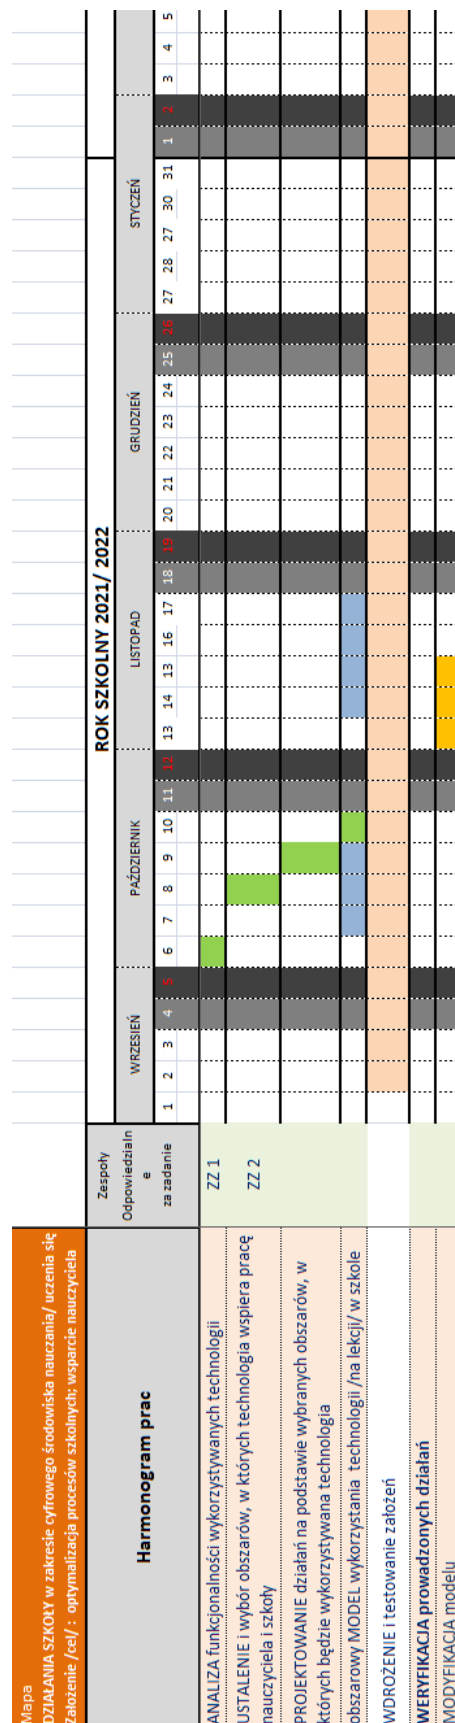 Mapa
DZIAŁANIA SZKOŁY w zakresie cyfrowego środowiska nauczania/ uczenia się
Założenie /cel/ : optymalizacja procesów szkolnych; wsparcie nauczyciela
Harmonogram prac
Zespoły
Odpowiedzialn
e
za zadanie
ROK SZKOLNY 2021/ 2022
WRZESIEŃ PAŹDZIERNIK LISTOPAD GRUDZIEŃ STYCZEŃ
1 2 3 4 5 6 7 8 9 10 11 12 13 14 13 16 17 18 19 20 21 22 23 24 25 26 27 28 27 30 31 1 2 3 4 5
ANALIZA funkcjonalności wykorzystywanych technologii
ZZ 1
USTALENIE i wybór obszarów, w których technologia wspiera pracę
nauczyciela i szkoły
ZZ 2
PROJEKTOWANIE działań na podstawie wybranych obszarów, w
których będzie wykorzystywana technologia
obszarowy MODEL wykorzystania technologii /na lekcji/ w szkole
WDROŻENIE i testowanie założeń
WERYFIKACJA prowadzonych działań
MODYFIKACJA modelu